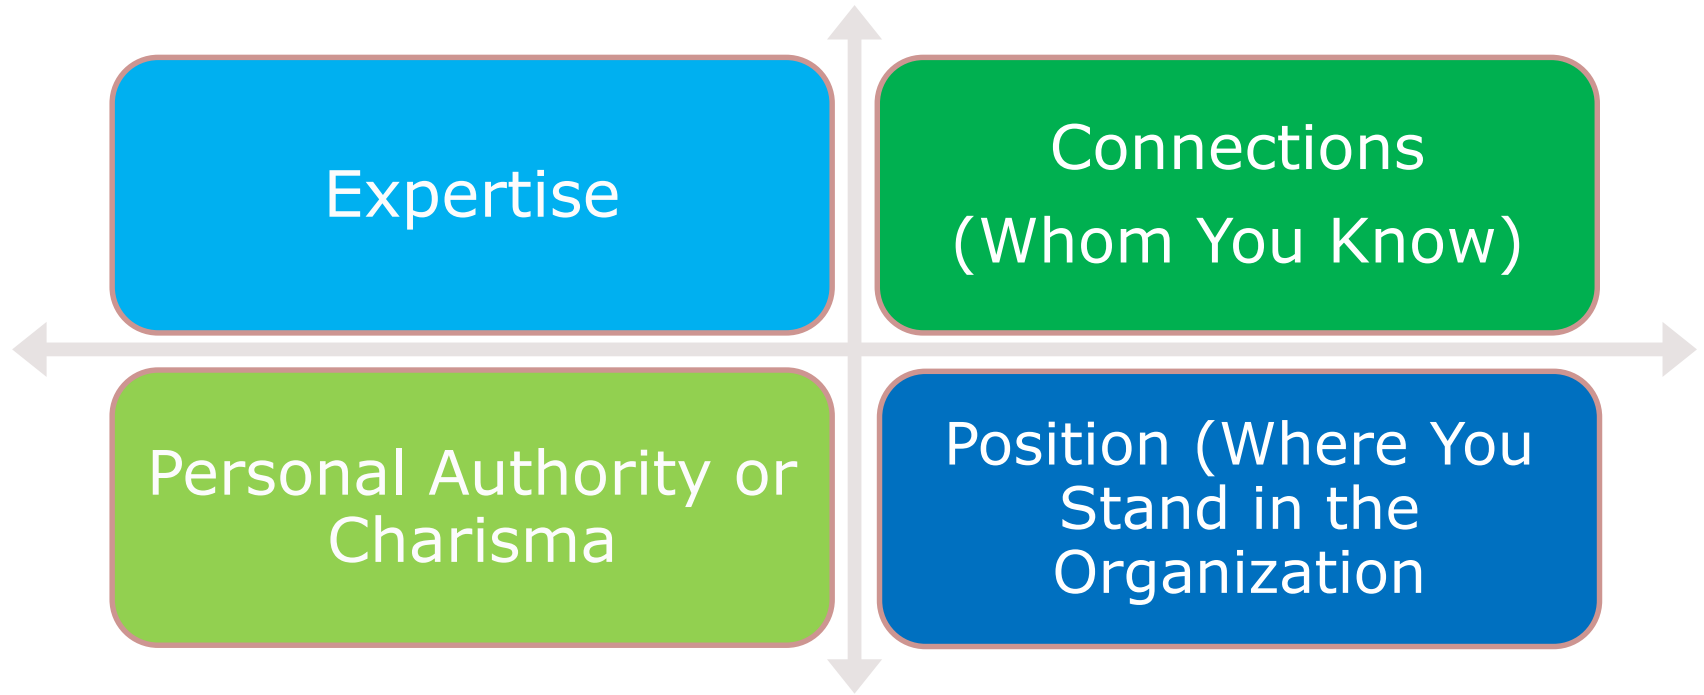 Expertise
Connections
(Whom You Know)
Personal Authority or
Charisma
Position (Where You
Stand in the
Organization